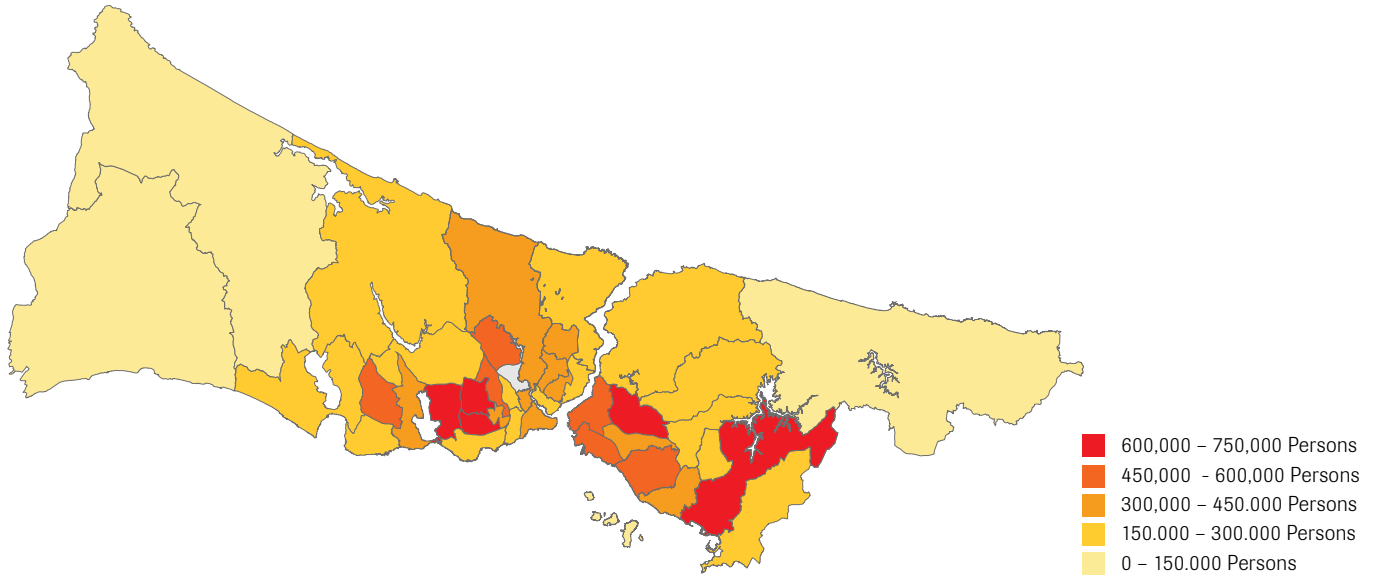 600,000 – 750,000 Persons
450,000 - 600,000 Persons
300,000 – 450.000 Persons
150.000 – 300.000 Persons
0 – 150.000 Persons